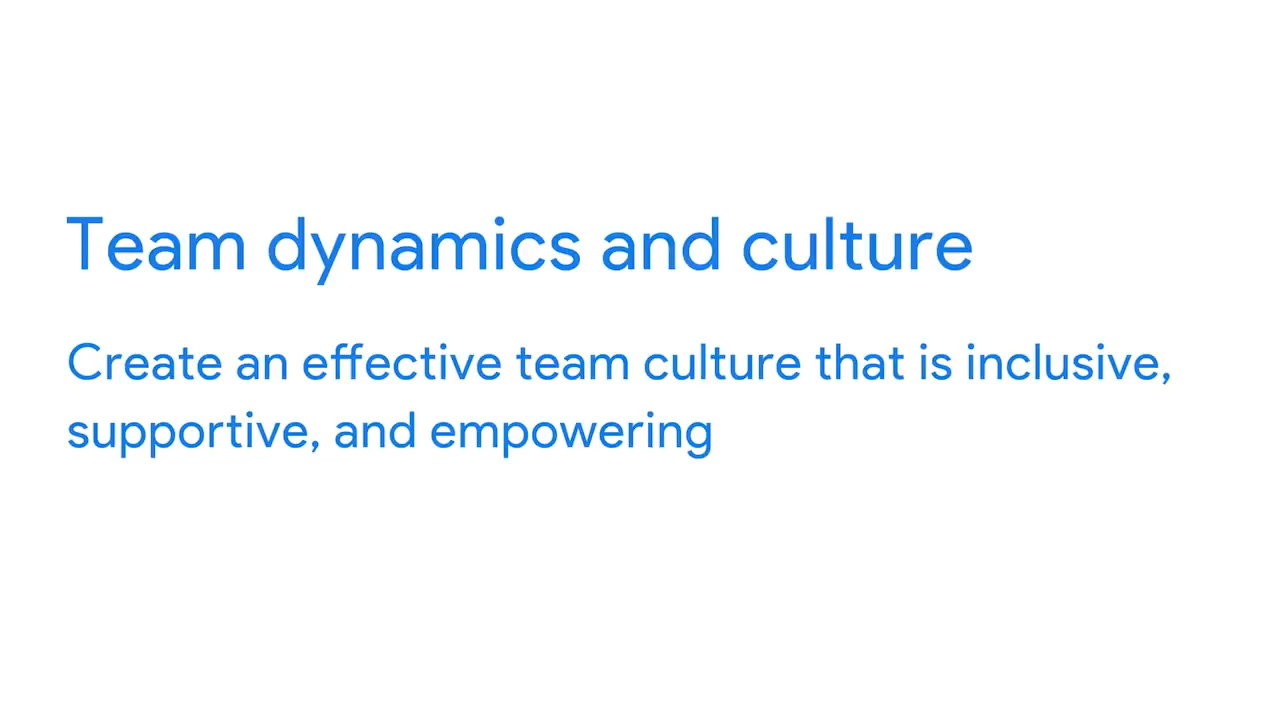 Team dynamics and culture
Create an effective team culture that is inclusive,
supportive, and empowering